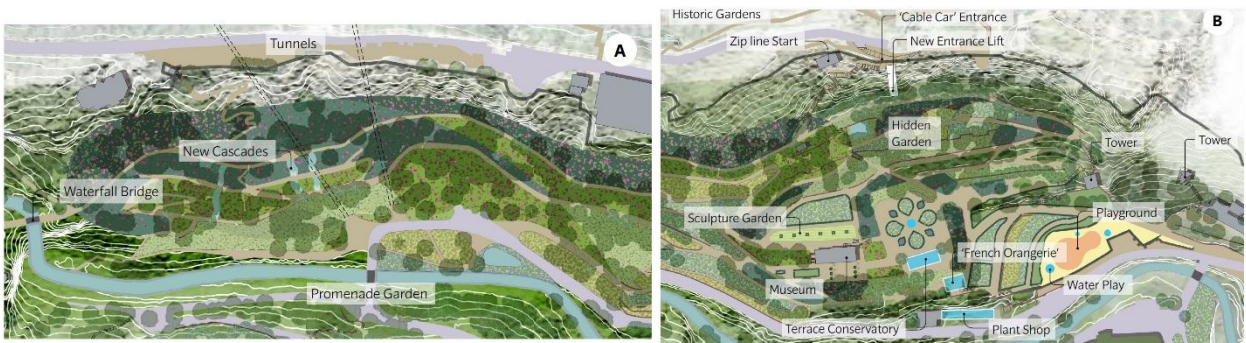 A
Tunnels
New Cascades
Waterfall Bridge
Promenade Garden
B
Historic Gardens
'Cable Car' Entrance
Zip line Start
New Entrance Lift
Hidden
Garden
Tower
Tower
Sculpture Garden
Playground
'French Orangerie'
Museum
Water Play
Terrace Conservatory
Plant Shop